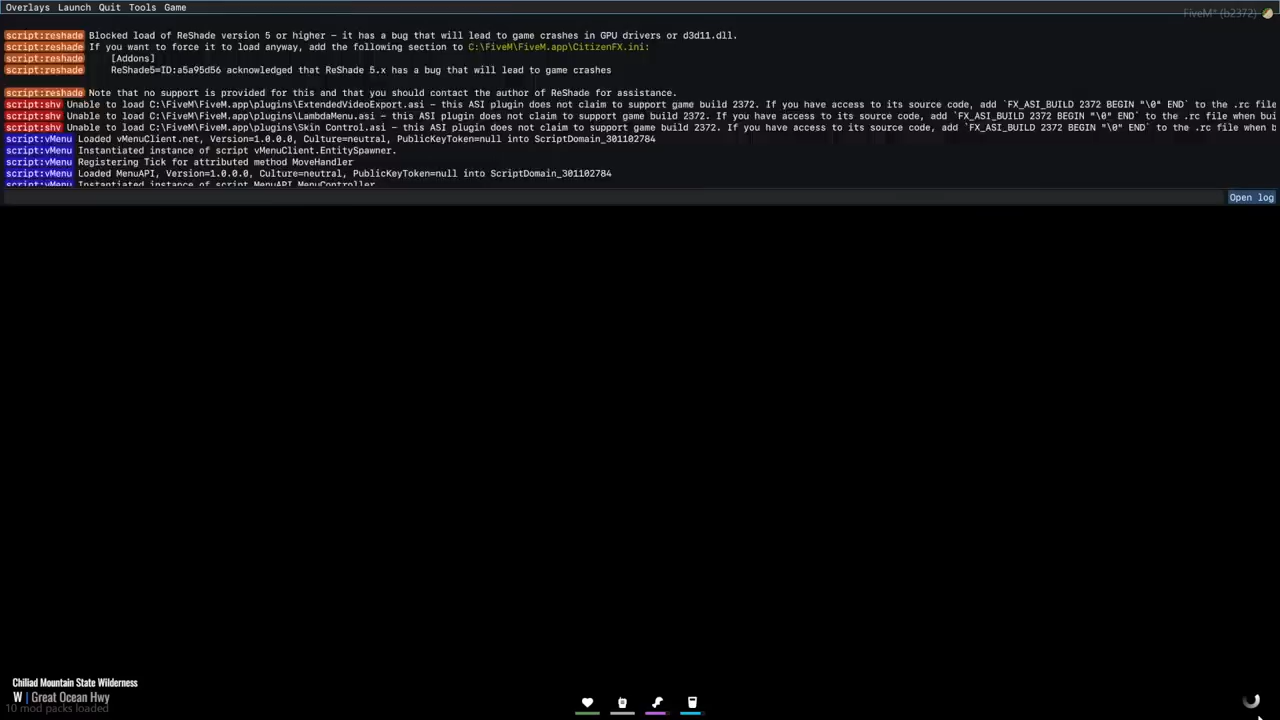 Overlays Launch Quit Tools Game
FiveM* (b2372)
script:reshade Blocked load of ReShade version 5 or higher - it has a bug that will lead to game crashes in GPU drivers or d3d11.dll.
script:reshade If you want to force it to load anyway, add the following section to C:\FiveM\FiveM.app\CitizenFX.ini:
script:reshade [Addons]
script:reshade ReShade5=ID:a5a95d56 acknowledged that ReShade 5.x has a bug that will lead to game crashes
script:reshade Note that no support is provided for this and that you should contact the author of ReShade for assistance.
script:shv Unable to load C:\FiveM\FiveM.app\plugins\ExtendedVideoExport.asi - this ASI plugin does not claim to support game build 2372. If you have access to its source code, add `FX_ASI_BUILD 2372 BEGIN "\0" END` to the .rc file
script:shv Unable to load C:\FiveM\FiveM.app\plugins\LambdaMenu.asi - this ASI plugin does not claim to support game build 2372. If you have access to its source code, add `FX_ASI_BUILD 2372 BEGIN "\0" END` to the .rc file when bui
script:shv Unable to load C:\FiveM\FiveM.app\plugins\Skin Control.asi - this ASI plugin does not claim to support game build 2372. If you have access to its source code, add `FX_ASI_BUILD 2372 BEGIN "\0" END` to the .rc file when b
script:vMenu Loaded vMenuClient.net, Version=1.0.0.0, Culture=neutral, PublicKeyToken=null into ScriptDomain_301102784
script:vMenu Instantiated instance of script vMenuClient.EntitySpawner.
script:vMenu Registering Tick for attributed method MoveHandler
script:vMenu Loaded MenuAPI, Version=1.0.0.0, Culture=neutral, PublicKeyToken=null into ScriptDomain_301102784
script:vMenu Instantiated instance of script MenuAPI.MenuController.
Open log
Chiliad Mountain State Wilderness
W | Great Ocean Hwy
10 mod packs loaded